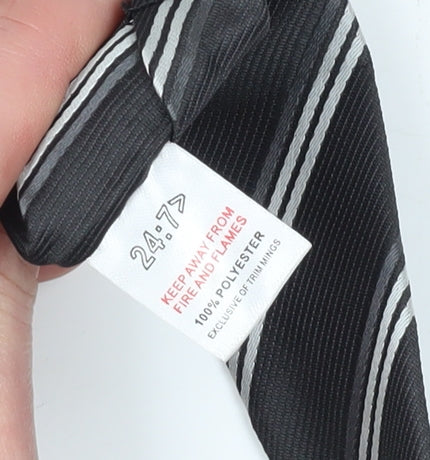 24:7>
KEEP AWAY FROM
FIRE AND FLAMES
100% POLYESTER
EXCLUSIVE OF TRIMMINGS